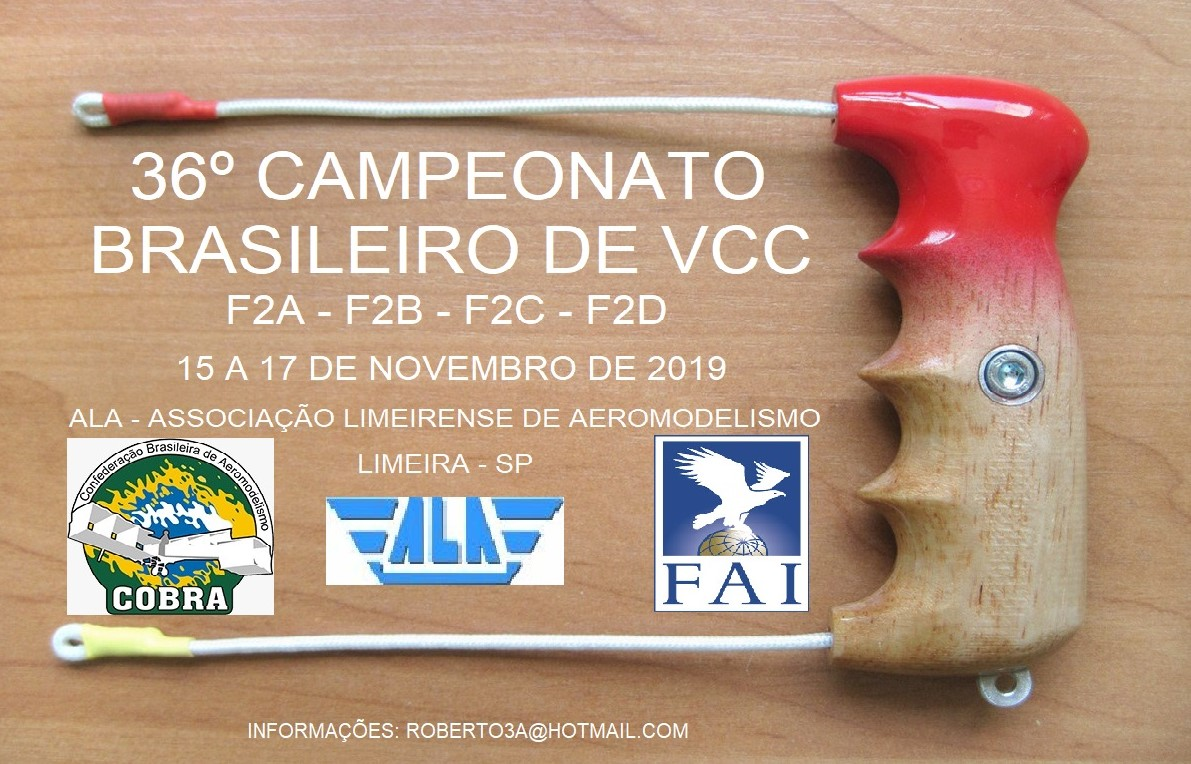 36º CAMPEONATO
BRASILEIRO DE VCC
F2A - F2B - F2C - F2D
15 A 17 DE NOVEMBRO DE 2019
ALA - ASSOCIAÇÃO LIMEIRENSE DE AEROMODELISMO
LIMEIRA - SP
Confederação Brasileira de Aeromodelismo
COBRA
ALA
FAI
INFORMAÇÕES: ROBERTO3A@HOTMAIL.COM